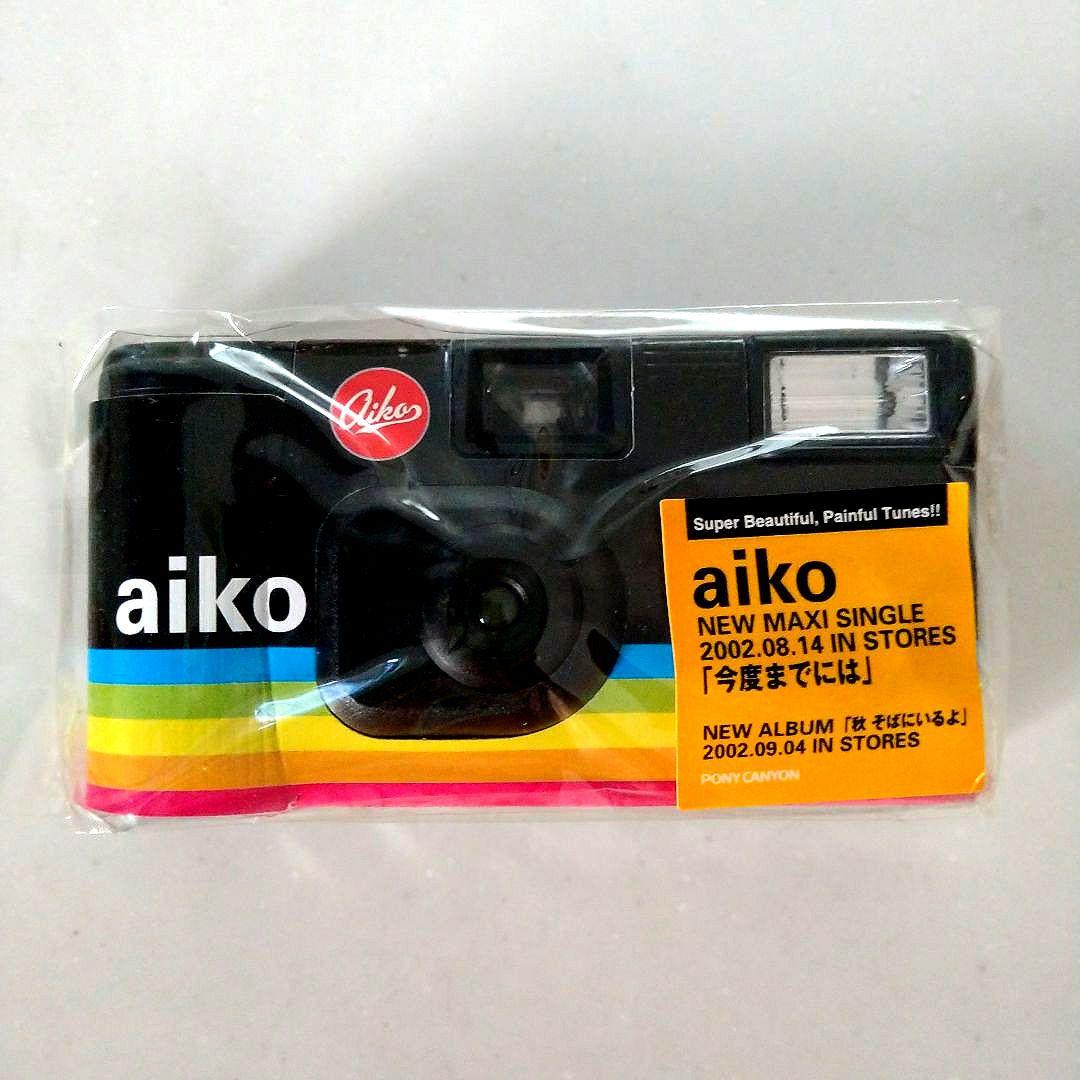 aiko
aiko
Super Beautiful, Painful Tunes!!
aiko
NEW MAXI SINGLE
2002.08.14 IN STORES
「今度までには」
NEW ALBUM「秋 そばにいるよ」
2002.09.04 IN STORES
PONY CANYON